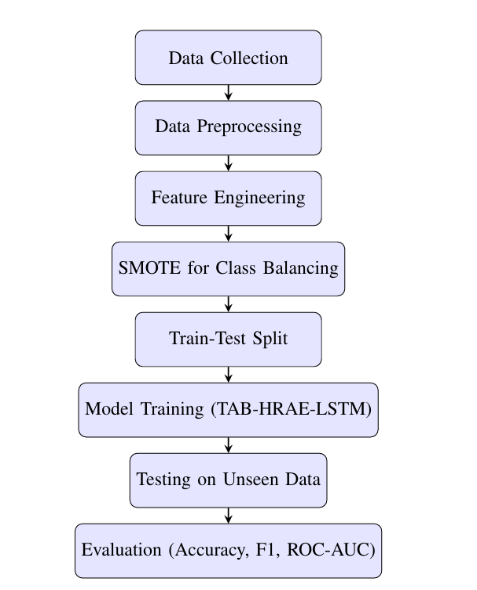 Data Collection
Data Preprocessing
Feature Engineering
SMOTE for Class Balancing
Train-Test Split
Model Training (TAB-HRAE-LSTM)
Testing on Unseen Data
Evaluation (Accuracy, F1, ROC-AUC)